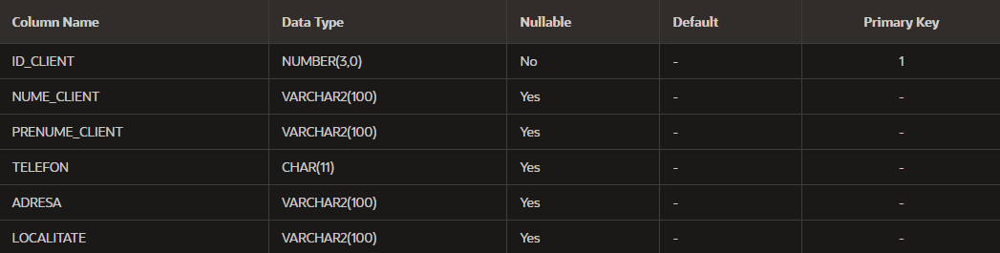 Column Name Data Type Nullable Default Primary Key
ID_CLIENT NUMBER(3,0) No - 1
NUME_CLIENT VARCHAR2(100) Yes - -
PRENUME_CLIENT VARCHAR2(100) Yes - -
TELEFON CHAR(11) Yes - -
ADRESA VARCHAR2(100) Yes - -
LOCALITATE VARCHAR2(100) Yes - -